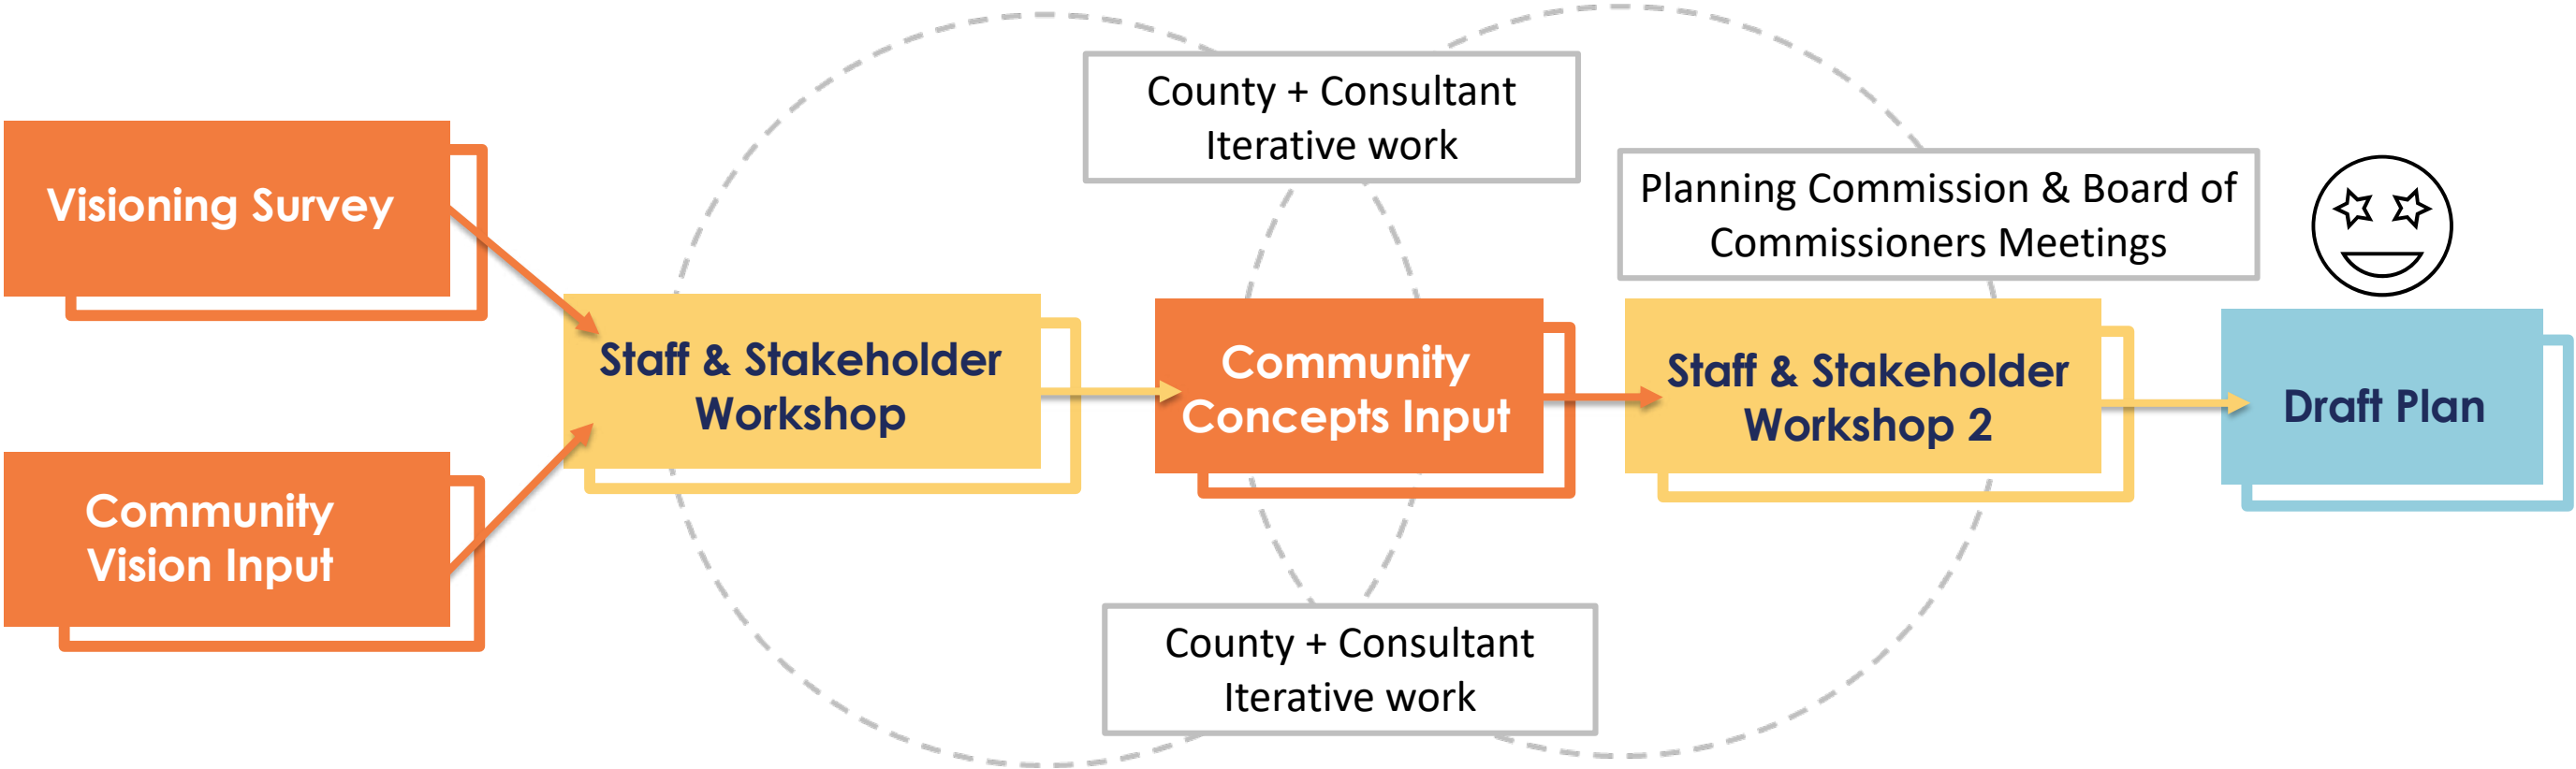 Visioning Survey
Community
Vision Input
Staff & Stakeholder
Workshop
County + Consultant
Iterative work
Community
Concepts Input
County + Consultant
Iterative work
Planning Commission & Board of
Commissioners Meetings
Staff & Stakeholder
Workshop 2
Draft Plan